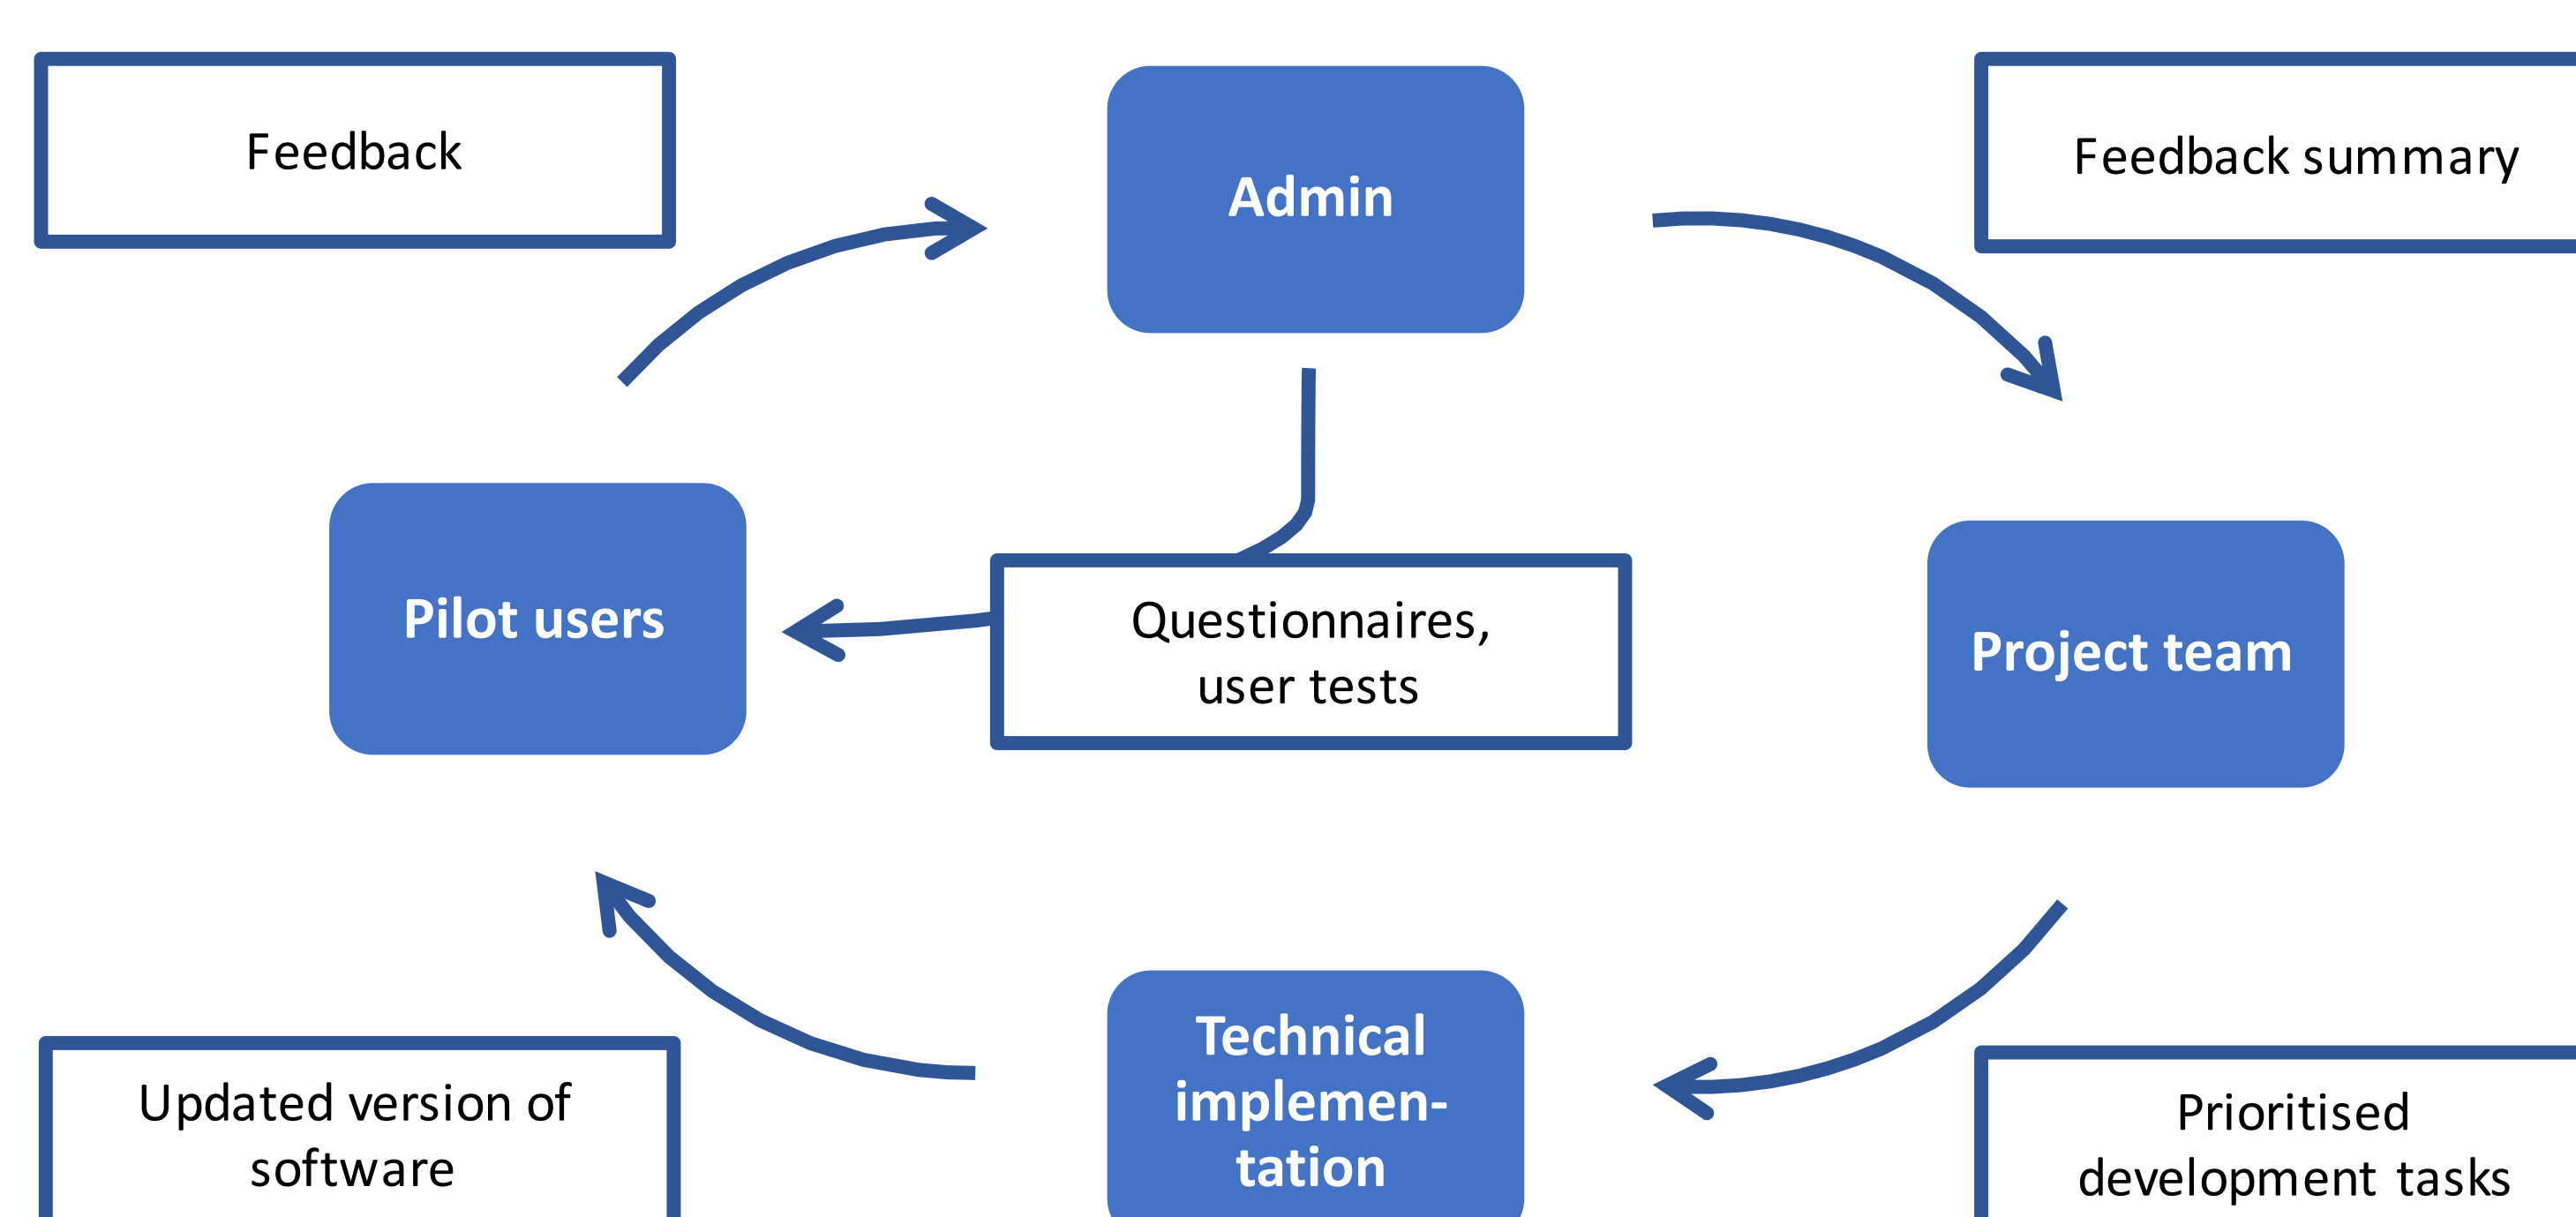 Feedback
Admin
Feedback summary
Pilot users
Questionnaires,
user tests
Project team
Updated version of
software
Technical
implemen-
tation
Prioritised
development tasks